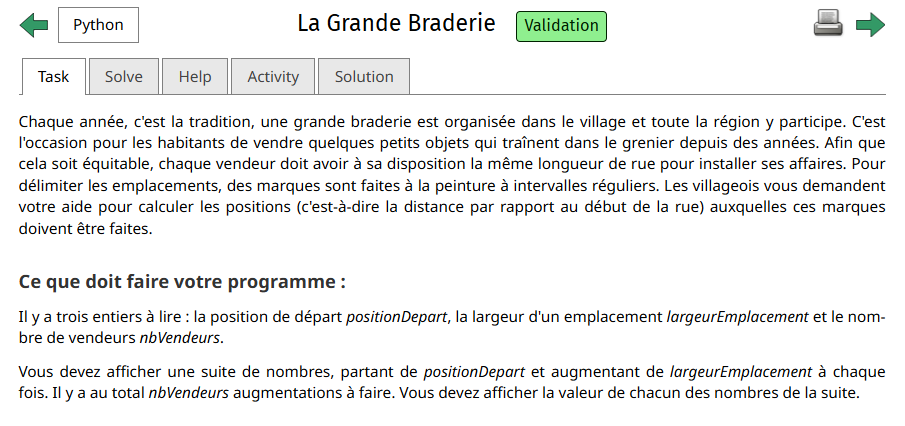 Python
La Grande Braderie
Validation
Task
Solve
Help
Activity
Solution
Chaque année, c'est la tradition, une grande braderie est organisée dans le village et toute la région y participe. C'est
l'occasion pour les habitants de vendre quelques petits objets qui traînent dans le grenier depuis des années. Afin que
cela soit équitable, chaque vendeur doit avoir à sa disposition la même longueur de rue pour installer ses affaires. Pour
délimiter les emplacements, des marques sont faites à la peinture à intervalles réguliers. Les villageois vous demandent
votre aide pour calculer les positions (c'est-à-dire la distance par rapport au début de la rue) auxquelles ces marques
doivent être faites.
Ce que doit faire votre programme :
Il y a trois entiers à lire : la position de départ positionDepart, la largeur d'un emplacement largeurEmplacement et le nom-
bre de vendeurs nbVendeurs.
Vous devez afficher une suite de nombres, partant de positionDepart et augmentant de largeurEmplacement à chaque
fois. Il y a au total nbVendeurs augmentations à faire. Vous devez afficher la valeur de chacun des nombres de la suite.